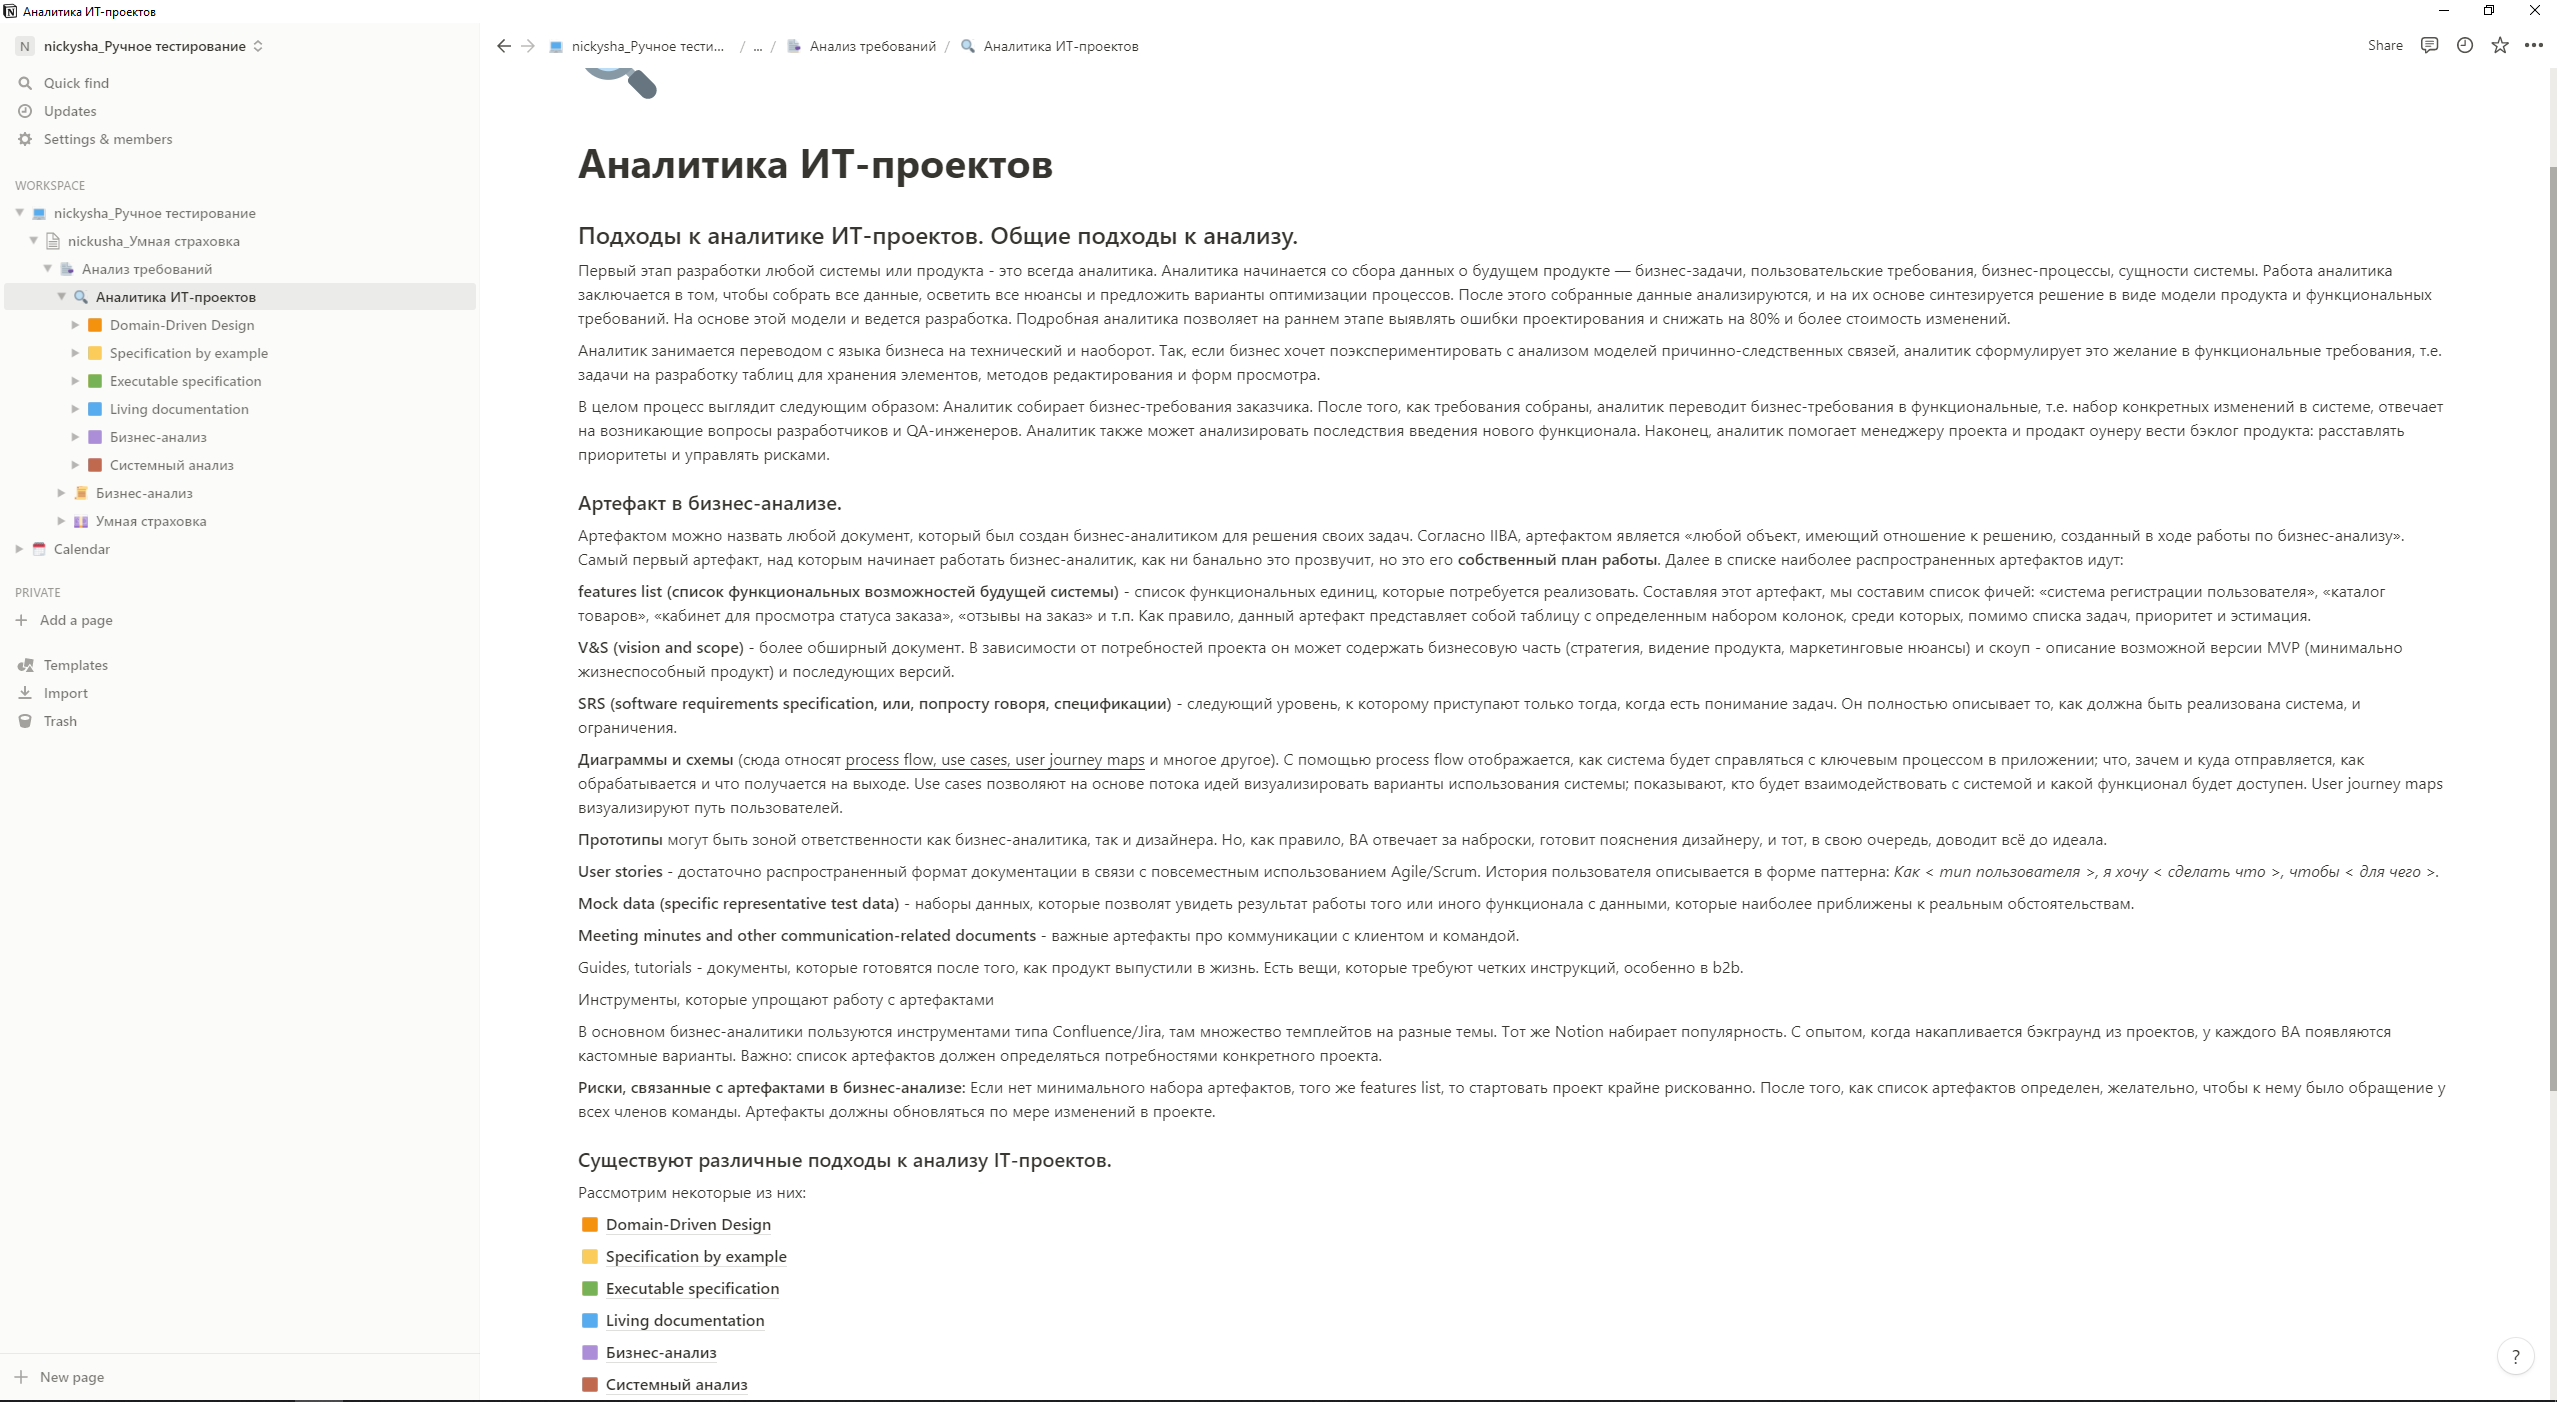 Аналитика ИТ-проектов
N nickysha_Ручное тестирование
Quick find
Updates
Settings & members
WORKSPACE
nickysha_Ручное тестирование
nickusha_Умная страховка
Анализ требований
Аналитика ИТ-проектов
Domain-Driven Design
Specification by example
Executable specification
Living documentation
Бизнес-анализ
Системный анализ
Бизнес-анализ
Умная страховка
Calendar
PRIVATE
Add a page
Templates
Import
Trash
New page
nickysha_Ручное тести... / ... / Анализ требований / Аналитика ИТ-проектов
Share
Аналитика ИТ-проектов
Подходы к аналитике ИТ-проектов. Общие подходы к анализу.
Первый этап разработки любой системы или продукта - это всегда аналитика. Аналитика начинается со сбора данных о будущем продукте — бизнес-задачи, пользовательские требования, бизнес-процессы, сущности системы. Работа аналитика
заключается в том, чтобы собрать все данные, осветить все нюансы и предложить варианты оптимизации процессов. После этого собранные данные анализируются, и на их основе синтезируется решение в виде модели продукта и функциональных
требований. На основе этой модели и ведется разработка. Подробная аналитика позволяет на раннем этапе выявлять ошибки проектирования и снижать на 80% и более стоимость изменений.
Аналитик занимается переводом с языка бизнеса на технический и наоборот. Так, если бизнес хочет поэкспериментировать с анализом моделей причинно-следственных связей, аналитик сформулирует это желание в функциональные требования, т.е.
задачи на разработку таблиц для хранения элементов, методов редактирования и форм просмотра.
В целом процесс выглядит следующим образом: Аналитик собирает бизнес-требования заказчика. После того, как требования собраны, аналитик переводит бизнес-требования в функциональные, т.е. набор конкретных изменений в системе, отвечает
на возникающие вопросы разработчиков и QA-инженеров. Аналитик также может анализировать последствия введения нового функционала. Наконец, аналитик помогает менеджеру проекта и продакт оунеру вести бэклог продукта: расставлять
приоритеты и управлять рисками.
Артефакт в бизнес-анализе.
Артефактом можно назвать любой документ, который был создан бизнес-аналитиком для решения своих задач. Согласно IIBA, артефактом является «любой объект, имеющий отношение к решению, созданный в ходе работы по бизнес-анализу».
Самый первый артефакт, над которым начинает работать бизнес-аналитик, как ни банально это прозвучит, но это его собственный план работы. Далее в списке наиболее распространенных артефактов идут:
features list (список функциональных возможностей будущей системы) - список функциональных единиц, которые потребуется реализовать. Составляя этот артефакт, мы составим список фичей: «система регистрации пользователя», «каталог
товаров», «кабинет для просмотра статуса заказа», «отзывы на заказ» и т.п. Как правило, данный артефакт представляет собой таблицу с определенным набором колонок, среди которых, помимо списка задач, приоритет и эстимация.
V&S (vision and scope) - более обширный документ. В зависимости от потребностей проекта он может содержать бизнесовую часть (стратегия, видение продукта, маркетинговые нюансы) и скоуп - описание возможной версии MVP (минимально
жизнеспособный продукт) и последующих версий.
SRS (software requirements specification, или, попросту говоря, спецификации) - следующий уровень, к которому приступают только тогда, когда есть понимание задач. Он полностью описывает то, как должна быть реализована система, и
ограничения.
Диаграммы и схемы (сюда относят process flow, use cases, user journey maps и многое другое). С помощью process flow отображается, как система будет справляться с ключевым процессом в приложении; что, зачем и куда отправляется, как
обрабатывается и что получается на выходе. Use cases позволяют на основе потока идей визуализировать варианты использования системы; показывают, кто будет взаимодействовать с системой и какой функционал будет доступен. User journey maps
визуализируют путь пользователей.
Прототипы могут быть зоной ответственности как бизнес-аналитика, так и дизайнера. Но, как правило, BA отвечает за наброски, готовит пояснения дизайнеру, и тот, в свою очередь, доводит всё до идеала.
User stories - достаточно распространенный формат документации в связи с повсеместным использованием Agile/Scrum. История пользователя описывается в форме паттерна: Как < тип пользователя >, я хочу < сделать что >, чтобы < для чего >.
Mock data (specific representative test data) - наборы данных, которые позволят увидеть результат работы того или иного функционала с данными, которые наиболее приближены к реальным обстоятельствам.
Meeting minutes and other communication-related documents - важные артефакты про коммуникации с клиентом и командой.
Guides, tutorials - документы, которые готовятся после того, как продукт выпустили в жизнь. Есть вещи, которые требуют четких инструкций, особенно в b2b.
Инструменты, которые упрощают работу с артефактами
В основном бизнес-аналитики пользуются инструментами типа Confluence/Jira, там множество темплейтов на разные темы. Тот же Notion набирает популярность. С опытом, когда накапливается бэкграунд из проектов, у каждого BA появляются
кастомные варианты. Важно: список артефактов должен определяться потребностями конкретного проекта.
Риски, связанные с артефактами в бизнес-анализе: Если нет минимального набора артефактов, того же features list, то стартовать проект крайне рискованно. После того, как список артефактов определен, желательно, чтобы к нему было обращение у
всех членов команды. Артефакты должны обновляться по мере изменений в проекте.
Существуют различные подходы к анализу IT-проектов.
Рассмотрим некоторые из них:
Domain-Driven Design
Specification by example
Executable specification
Living documentation
Бизнес-анализ
Системный анализ
?